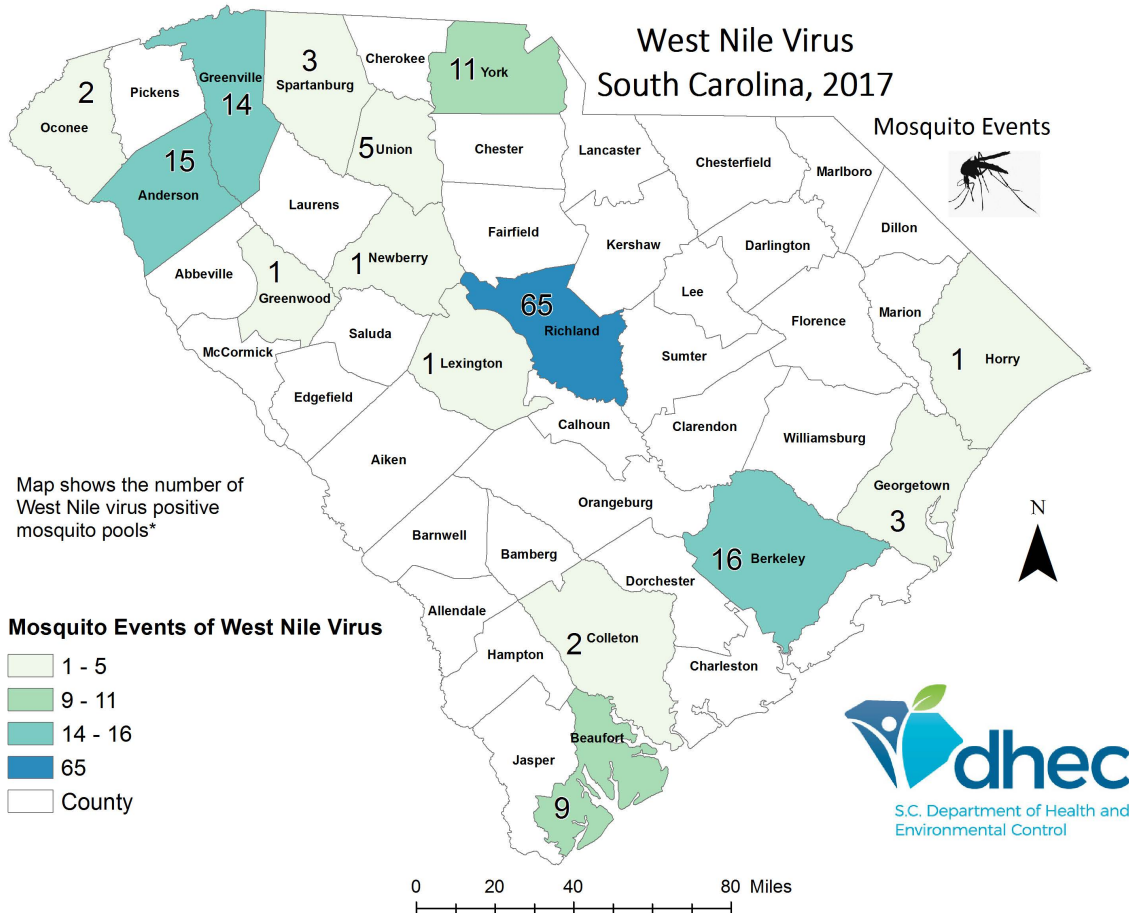 West Nile Virus
South Carolina, 2017
Mosquito Events
2
Oconee
Pickens
Greenville
14
3
Spartanburg
Cherokee
11 York
15
Anderson
5 Union
Chester
Lancaster
Chesterfield
Marlboro
Dillon
Laurens
Abbeville
1
Greenwood
1 Newberry
Fairfield
Kershaw
Darlington
Lee
65
Richland
Florence
Marion
1 Horry
McCormick
Saluda
1 Lexington
Sumter
Edgefield
Calhoun
Clarendon
Williamsburg
Aiken
Georgetown
3
Orangeburg
Barnwell
Bamberg
16 Berkeley
Dorchester
Allendale
Hampton
2 Colleton
Charleston
Beaufort
Jasper
9
Map shows the number of
West Nile virus positive
mosquito pools*
N
Mosquito Events of West Nile Virus
1 - 5
9 - 11
14 - 16
65
County
dhec
S.C. Department of Health and
Environmental Control
0 20 40 80 Miles